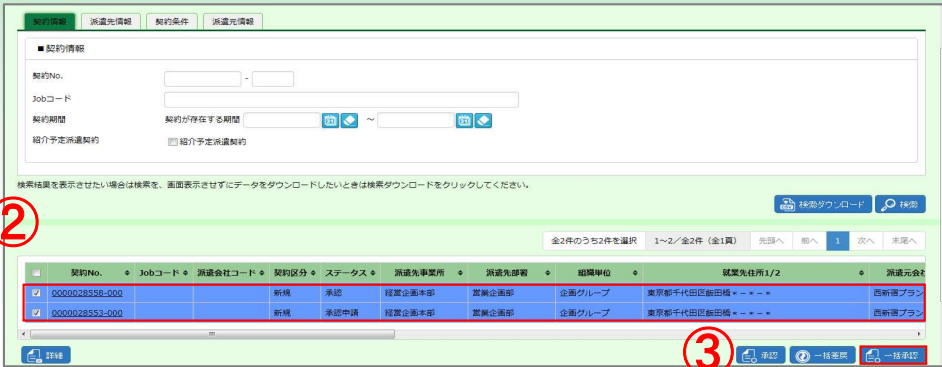 契約情報 派遣先情報 契約条件 派遣元情報
■契約情報
契約No. -
Jobコード
契約期間 契約が存在する期間 ～
紹介予定派遣契約 紹介予定派遣契約
検索結果を表示させたい場合は検索を、画面表示させずにデータをダウンロードしたいときは検索ダウンロードをクリックしてください。
検索ダウンロード 検索
②
全2件のうち2件を選択 1～2／全2件（全1頁） 先頭へ 前へ 1 次へ 末尾へ
契約No. Jobコード 派遣会社コード 契約区分 ステータス 派遣先事業所 派遣先部署 組織単位 就業先住所1/2 派遣元会社
0000028558-000 新規 承認 経営企画本部 営業企画部 企画グループ 東京都千代田区飯田橋＊－＊－＊ 西新宿プラン
0000028553-000 新規 承認申請 経営企画本部 営業企画部 企画グループ 東京都千代田区飯田橋＊－＊－＊ 西新宿プラン
③
詳細 承認 一括差戻 一括承認